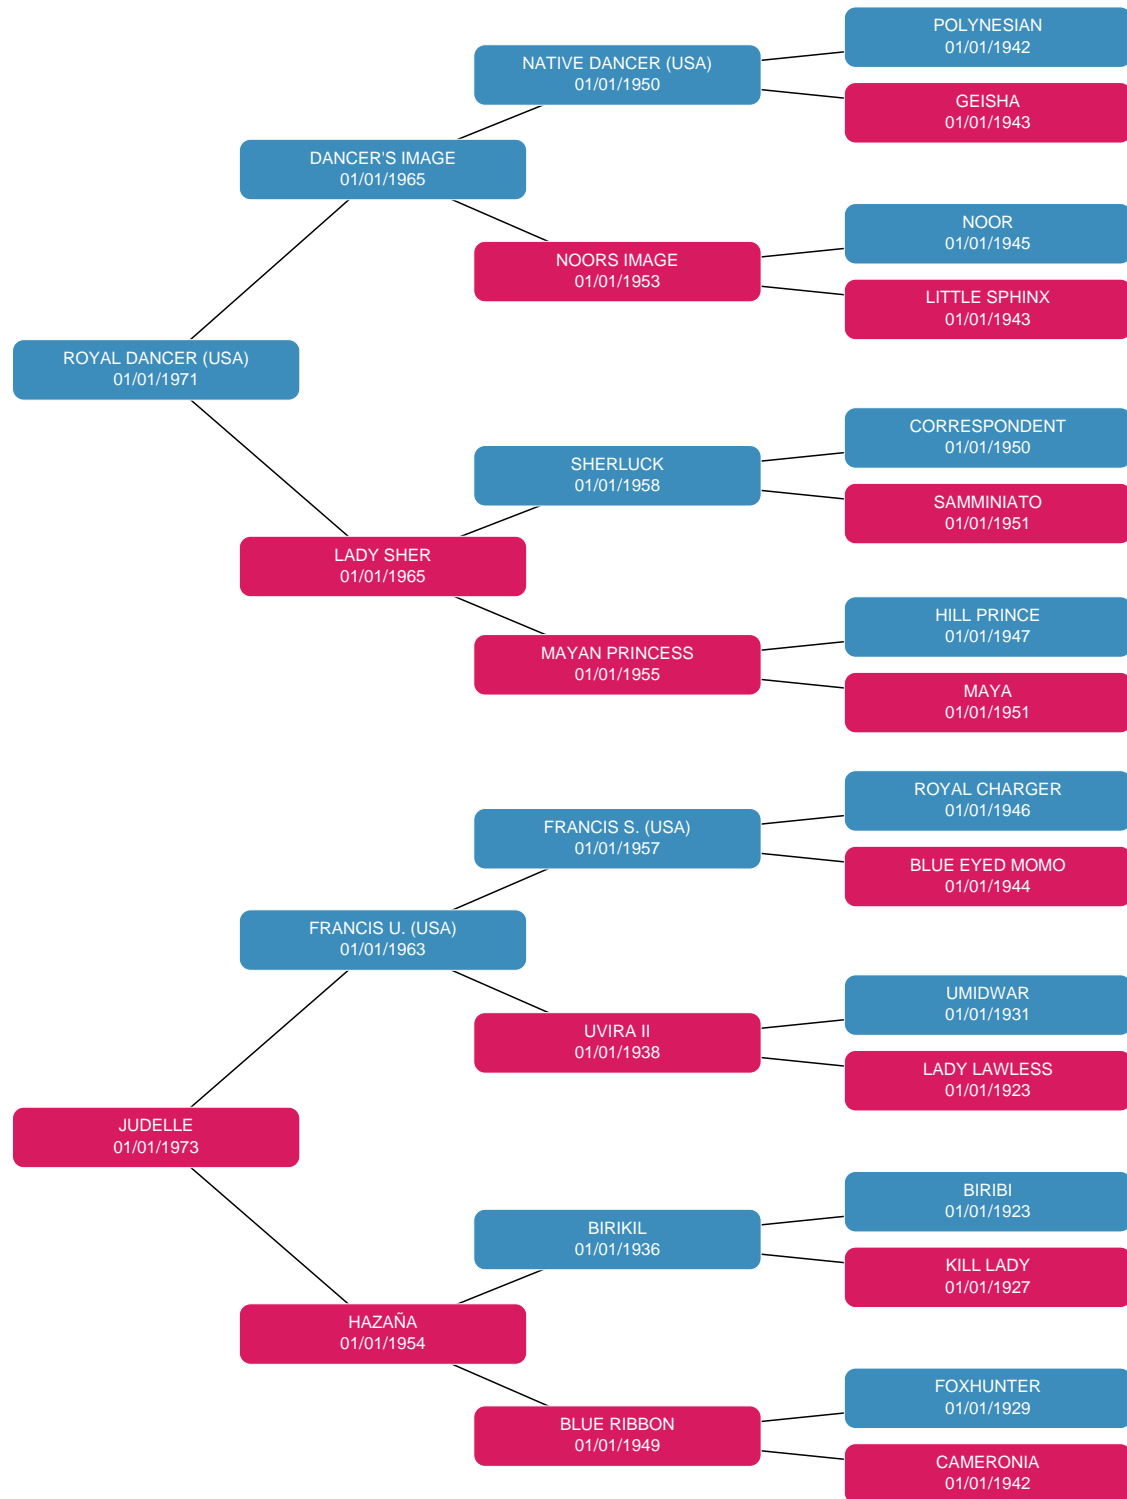 POLYNESIAN
01/01/1942
NATIVE DANCER (USA)
01/01/1950
GEISHA
01/01/1943
DANCER'S IMAGE
01/01/1965
NOOR
01/01/1945
NOORS IMAGE
01/01/1953
LITTLE SPHINX
01/01/1943
ROYAL DANCER (USA)
01/01/1971
CORRESPONDENT
01/01/1950
SHERLUCK
01/01/1958
SAMMINIATO
01/01/1951
LADY SHER
01/01/1965
HILL PRINCE
01/01/1947
MAYAN PRINCESS
01/01/1955
MAYA
01/01/1951
ROYAL CHARGER
01/01/1946
FRANCIS S. (USA)
01/01/1957
BLUE EYED MOMO
01/01/1944
FRANCIS U. (USA)
01/01/1963
UMIDWAR
01/01/1931
UVIRA II
01/01/1938
LADY LAWLESS
01/01/1923
JUDELLE
01/01/1973
BIRIBI
01/01/1923
BIRIKIL
01/01/1936
KILL LADY
01/01/1927
HAZAÑA
01/01/1954
FOXHUNTER
01/01/1929
BLUE RIBBON
01/01/1949
CAMERONIA
01/01/1942